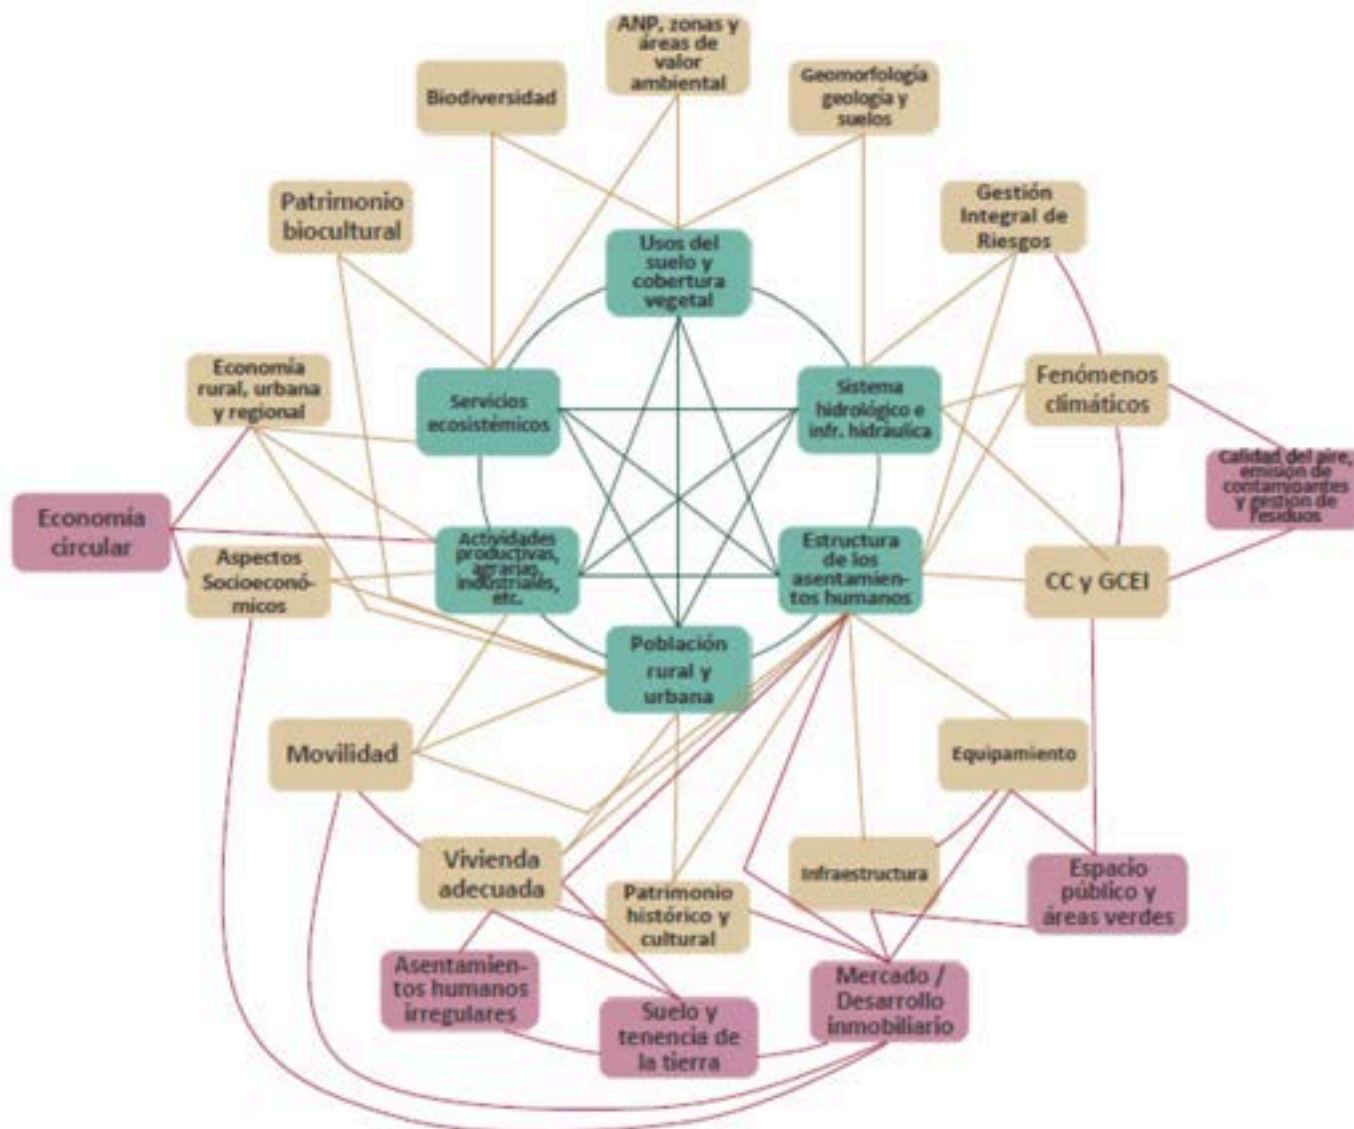 ANP, zonas y
áreas de
valor
ambiental
Biodiversidad
Geomorfología
geología y
suelos
Patrimonio
biocultural
Gestión
Integral de
Riesgos
Usos del
suelo y
cobertura
vegetal
Economía
rural, urbana
y regional
Servicios
ecosistémicos
Sistema
hidrológico e
infr. hidráulica
Fenómenos
climáticos
Calidad del aire,
emisión de
contaminantes
y gestión de
residuos
Economía
circular
Aspectos
Socioeconó-
micos
Actividades
productivas,
agrarias,
industriales,
etc.
Estructura
de los
asentamien-
tos humanos
CC y GCEI
Población
rural y
urbana
Movilidad
Equipamiento
Vivienda
adecuada
Patrimonio
histórico y
cultural
Infraestructura
Espacio
público y
áreas verdes
Asentamien-
tos humanos
irregulares
Suelo y
tenencia de
la tierra
Mercado /
Desarrollo
inmobiliario